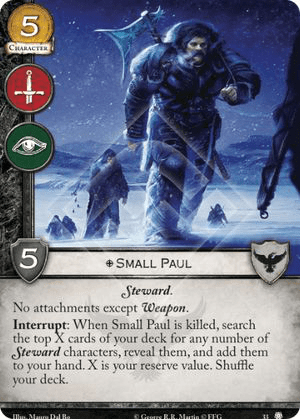 5
CHARACTER
5
SMALL PAUL
Steward.
No attachments except Weapon.
Interrupt: When Small Paul is killed, search
the top X cards of your deck for any number of
Steward characters, reveal them, and add them
to your hand. X is your reserve value. Shuffle
your deck.
Illus. Mauro Dal Bo
© George R.R. Martin © FFG
33